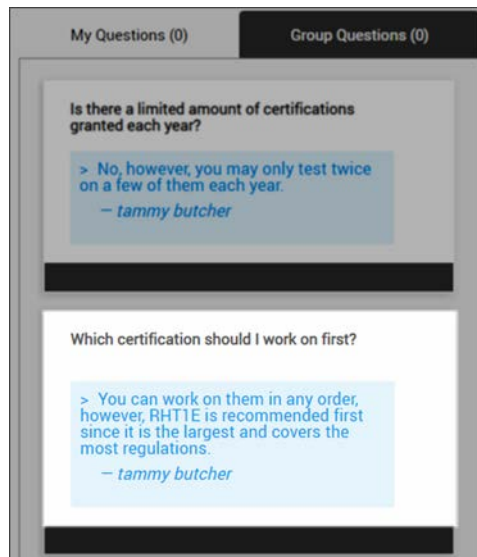 My Questions (0)
Group Questions (0)
Is there a limited amount of certifications
granted each year?
> No, however, you may only test twice
on a few of them each year.
– tammy butcher
Which certification should I work on first?
> You can work on them in any order,
however, RHT1E is recommended first
since it is the largest and covers the
most regulations.
– tammy butcher